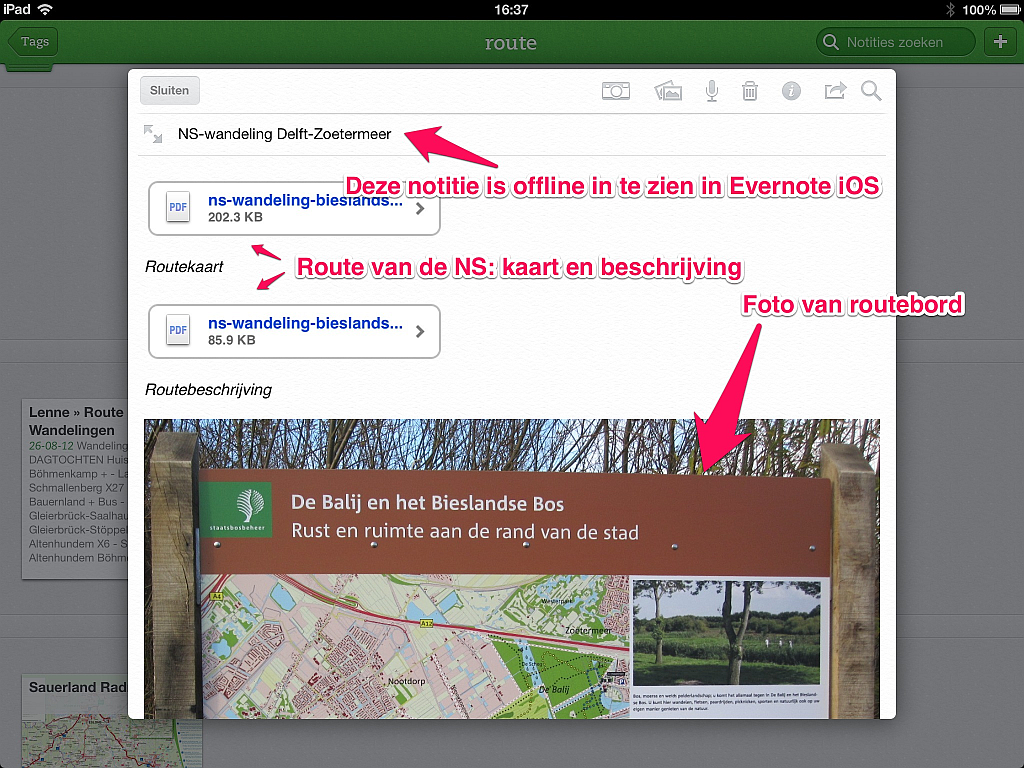 iPad 16:37 100%
Tags route Notities zoeken
Sluiten
NS-wandeling Delft-Zoetermeer
Deze notitie is offline in te zien in Evernote iOS
PDF ns-wandeling-bieslands...
202.3 KB
Routekaart
Route van de NS: kaart en beschrijving
Foto van routebord
PDF ns-wandeling-bieslands...
85.9 KB
Routebeschrijving
Lenne » Route
Wandelingen
26-08-12 Wandeling
DAGTOCHTEN Huis
Böhmenkamp + - La
Schmallenberg X27
Bauernland + Bus -
Gleierbrück-Saalhau
Gleierbrück-Stöppel
Altenhundem X6 - S
Altenhundem Böhme
Sauerland Rad
staatsbosbeheer
De Balij en het Bieslandse Bos
Rust en ruimte aan de rand van de stad
A4
A12
Westerpark
Zoetermeer
Nootdorp
De Balij
Bos, moeras en weids polderlandschap; u komt het allemaal tegen in De Balij en het Bieslandse
Bos. U kunt hier wandelen, fietsen, paardrijden, picknicken, sporten en natuurlijk ook op uw
eigen manier genieten van de natuur.